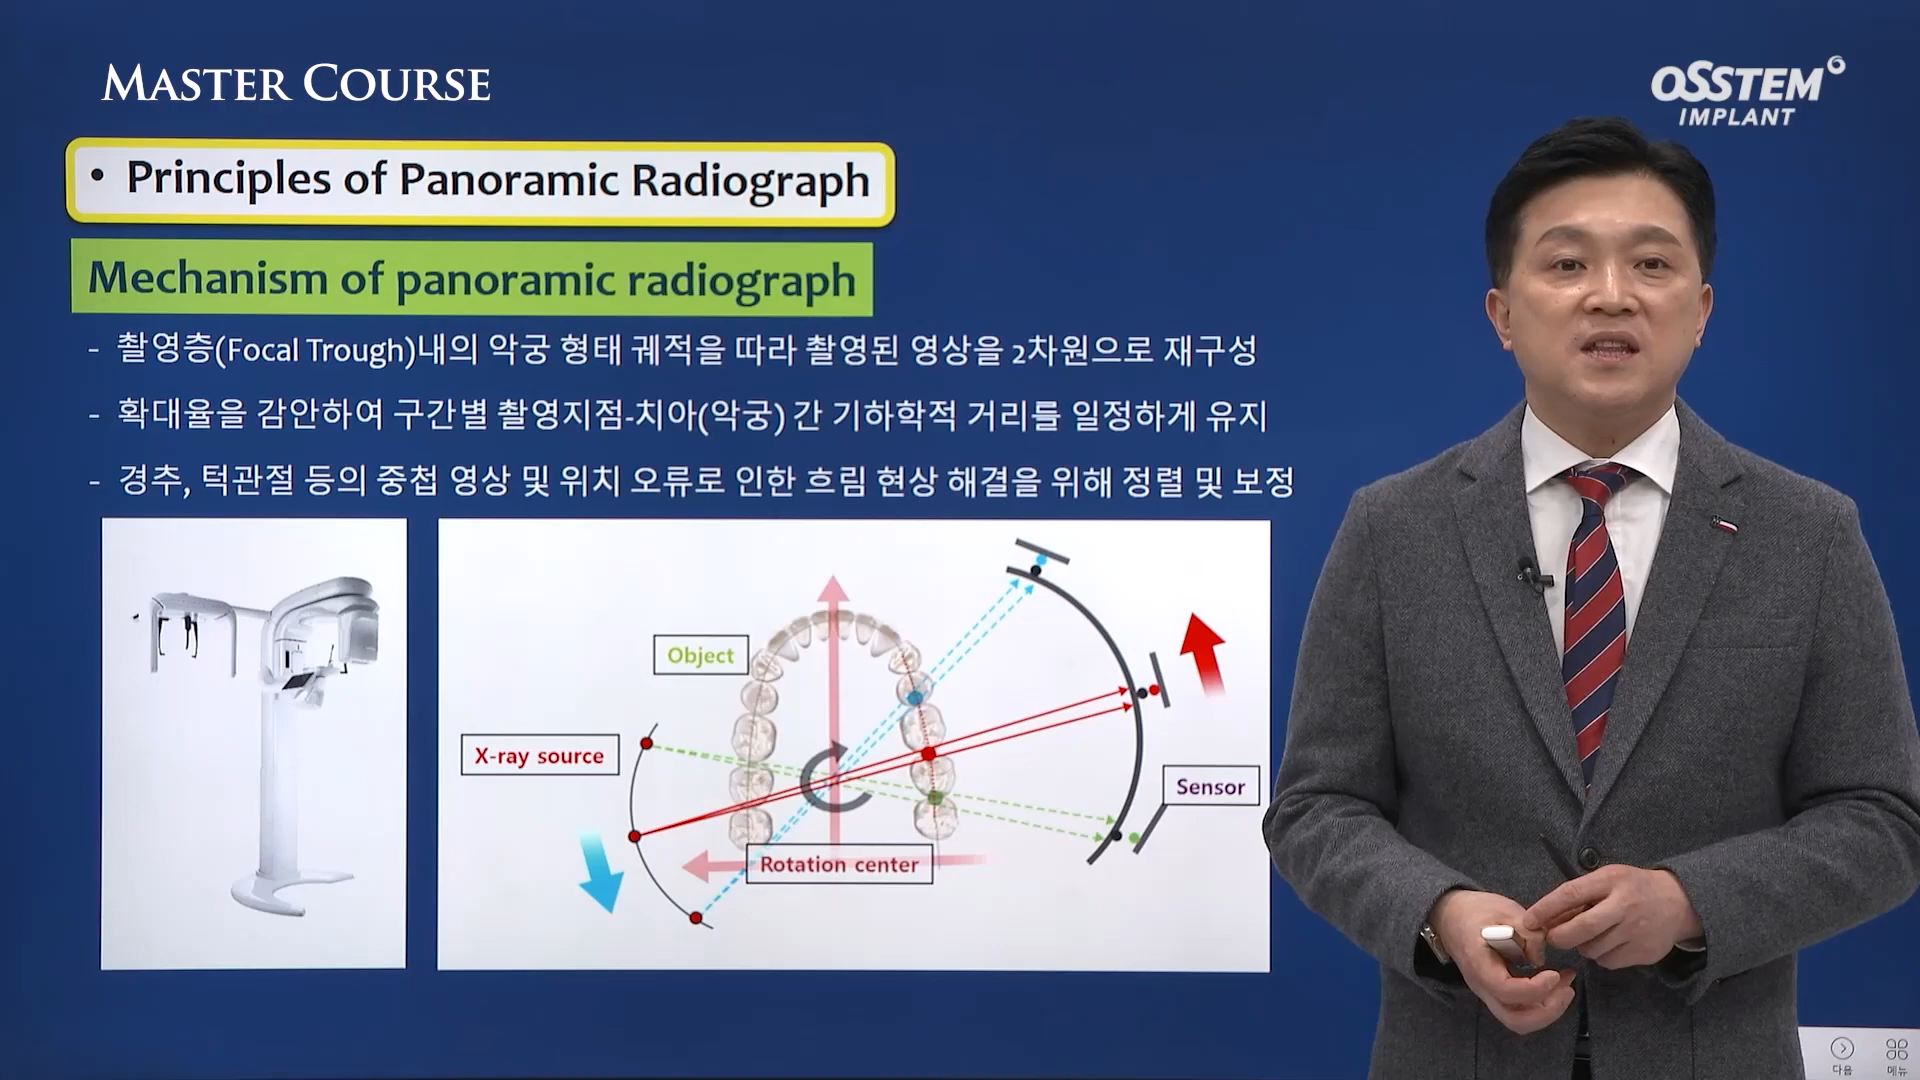 MASTER COURSE
OSSTEM
IMPLANT
• Principles of Panoramic Radiograph
Mechanism of panoramic radiograph
- 촬영층(Focal Trough)내의 악궁 형태 궤적을 따라 촬영된 영상을 2차원으로 재구성
- 확대율을 감안하여 구간별 촬영지점-치아(악궁) 간 기하학적 거리를 일정하게 유지
- 경추, 턱관절 등의 중첩 영상 및 위치 오류로 인한 흐림 현상 해결을 위해 정렬 및 보정
Object
X-ray source
Sensor
Rotation center
다음
메뉴